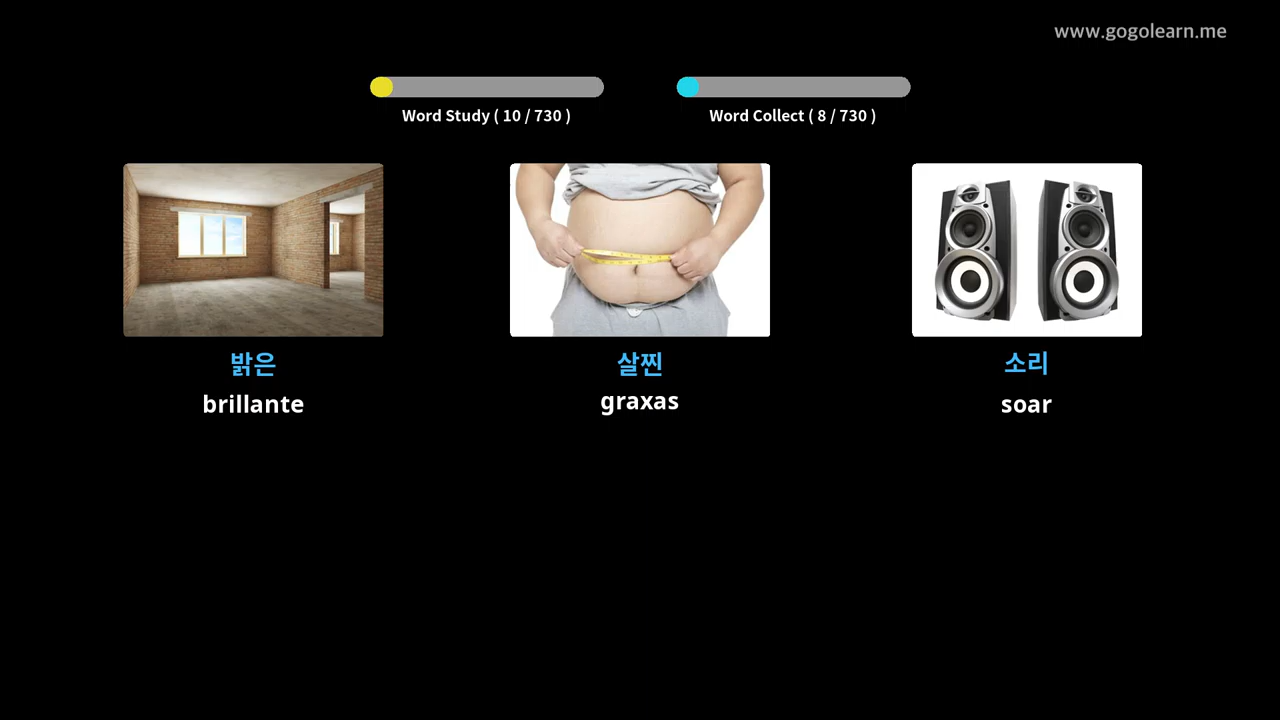 www.gogolearn.me
Word Study ( 10 / 730 )
Word Collect ( 8 / 730 )
밝은
brillante
살찐
graxas
소리
soar